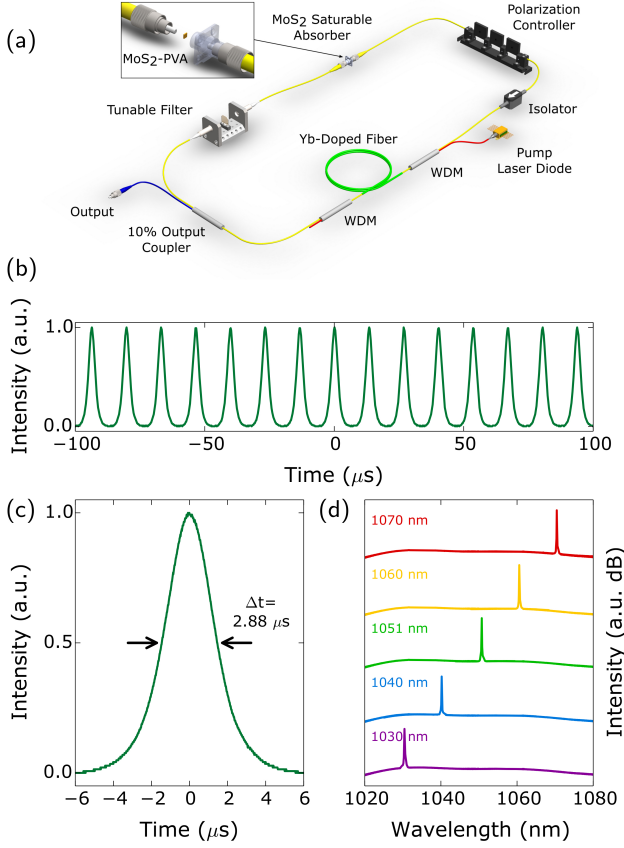 (a)
MoS2 Saturable
Absorber
Polarization
Controller
MoS2-PVA
Tunable Filter
Isolator
Yb-Doped Fiber
Pump
Laser Diode
WDM
Output
WDM
10% Output
Coupler
(b)
Intensity (a.u.)
1.0
0.0
−100 −50 0 50 100
Time (μs)
(c)
Intensity (a.u.)
1.0
0.5
0.0
Δt=
2.88 μs
−6 −4 −2 0 2 4 6
Time (μs)
(d)
1070 nm
1060 nm
1051 nm
1040 nm
1030 nm
Intensity (a.u. dB)
1020 1040 1060 1080
Wavelength (nm)